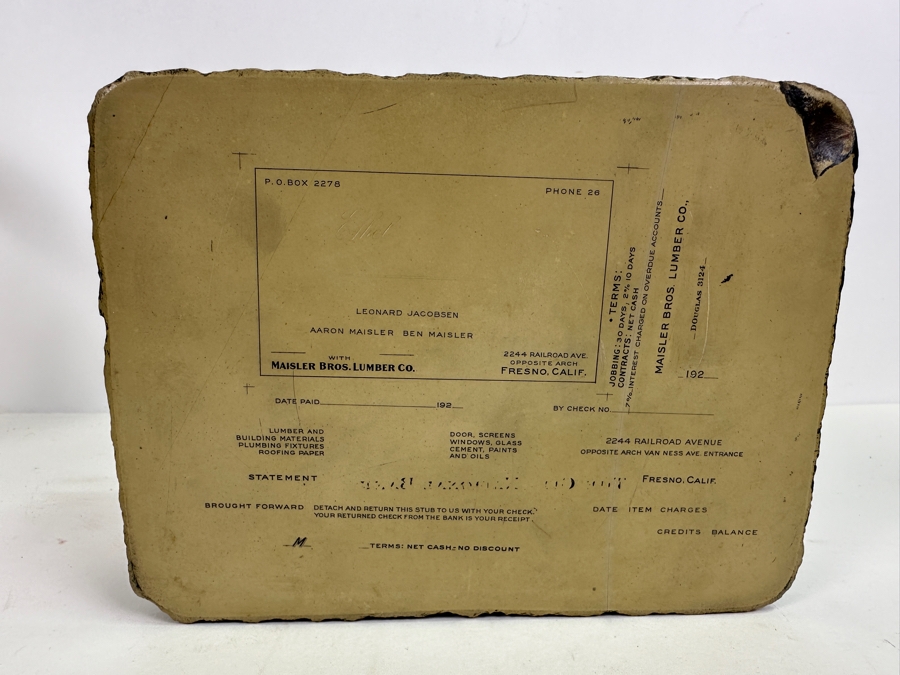 P.O. BOX 2278
PHONE 26
LEONARD JACOBSEN
AARON MAISLER BEN MAISLER
WITH
MAISLER BROS. LUMBER CO.
2244 RAILROAD AVE.
OPPOSITE ARCH
FRESNO, CALIF.
• TERMS:
JOBBING: 30 DAYS, 2% 10 DAYS
CONTRACTS: NET CASH
7% INTEREST CHARGED ON OVERDUE ACCOUNTS
MAISLER BROS. LUMBER CO.,
DOUGLAS 3124
192
DATE PAID 192
BY CHECK NO.
LUMBER AND
BUILDING MATERIALS
PLUMBING FIXTURES
ROOFING PAPER
DOOR, SCREENS
WINDOWS, GLASS
CEMENT, PAINTS
AND OILS
2244 RAILROAD AVENUE
OPPOSITE ARCH VAN NESS AVE. ENTRANCE
STATEMENT
FRESNO, CALIF.
BROUGHT FORWARD
DETACH AND RETURN THIS STUB TO US WITH YOUR CHECK.
YOUR RETURNED CHECK FROM THE BANK IS YOUR RECEIPT.
DATE ITEM CHARGES
CREDITS BALANCE
M
TERMS: NET CASH-NO DISCOUNT